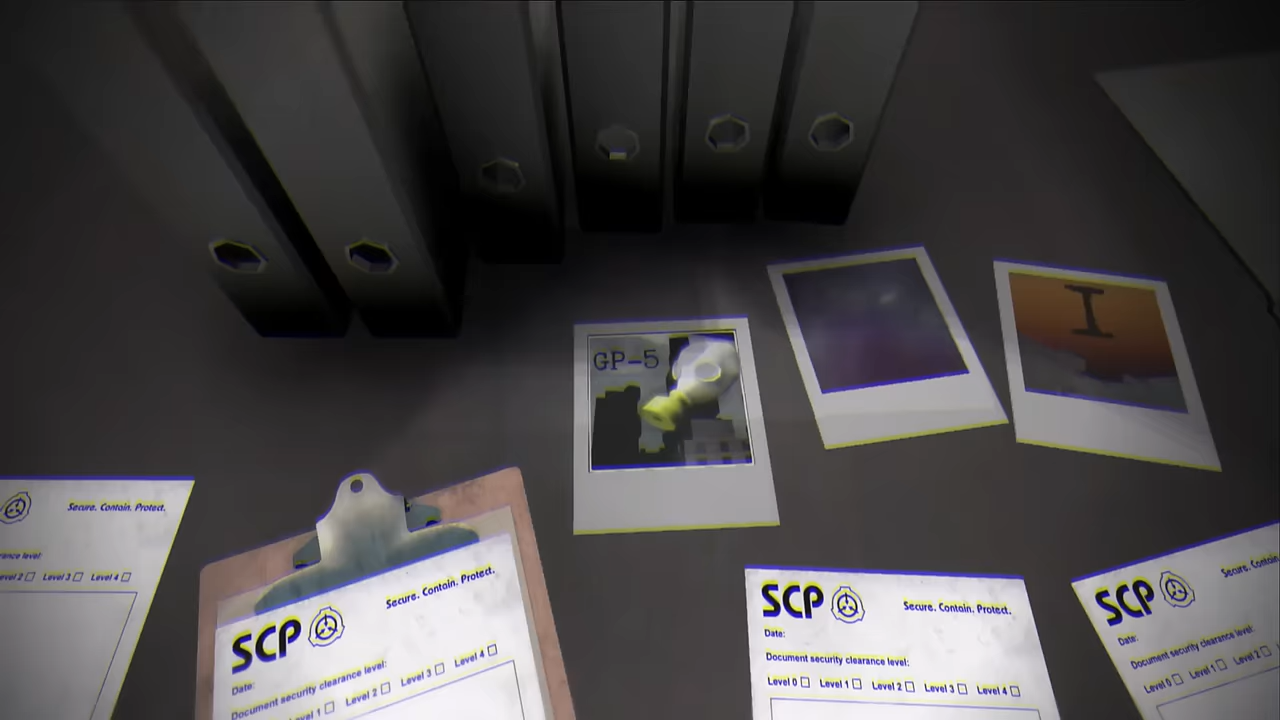 GP-5
I
Secure. Contain. Protect.
Level 2 Level 3 Level 4
SCP
Secure. Contain. Protect.
Date:
Document security clearance level:
Level 1 Level 2 Level 3 Level 4
SCP
Secure. Contain. Protect.
Date:
Document security clearance level:
Level 0 Level 1 Level 2 Level 3 Level 4
SCP
Secure. Contain
Date:
Document security clearance level:
Level 0 Level 1 Level 2